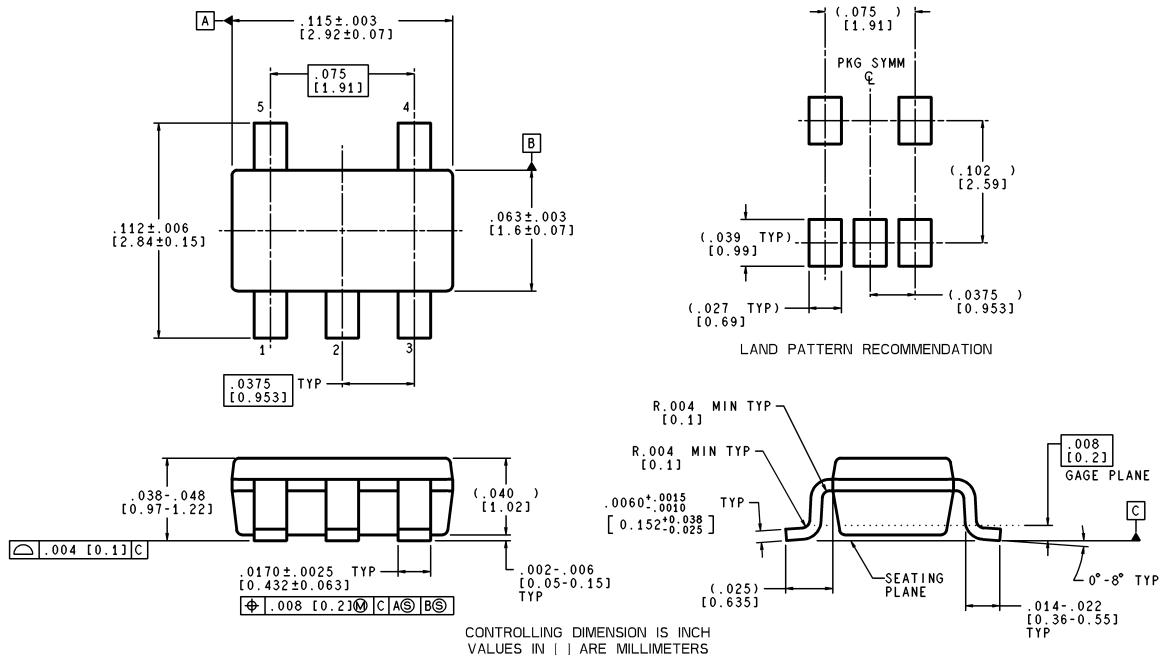 A
.115±.003
[2.92±0.07]
.075
[1.91]
5
4
B
.112±.006
[2.84±0.15]
.063±.003
[1.6±0.07]
1
2
3
.0375 TYP
[0.953]
(.075 )
[1.91]
PKG SYMM
℄
(.102 )
[2.59]
(.039 TYP)
[0.99]
(.027 TYP)
[0.69]
(.0375 )
[0.953]
LAND PATTERN RECOMMENDATION
.038-.048
[0.97-1.22]
(.040 )
[1.02]
⌓ .004 [0.1] C
.0170±.0025 TYP
[0.432±0.063]
⌖ .008 [0.2]Ⓜ C AⓈ BⓈ
.002-.006
[0.05-0.15]
TYP
R.004 MIN TYP
[0.1]
R.004 MIN TYP
[0.1]
.0060+.0015 -.0010 TYP
[0.152+0.038 -0.025]
.008
[0.2]
GAGE PLANE
C
0°-8° TYP
SEATING
PLANE
(.025)
[0.635]
.014-.022
[0.36-0.55]
TYP
CONTROLLING DIMENSION IS INCH
VALUES IN [ ] ARE MILLIMETERS